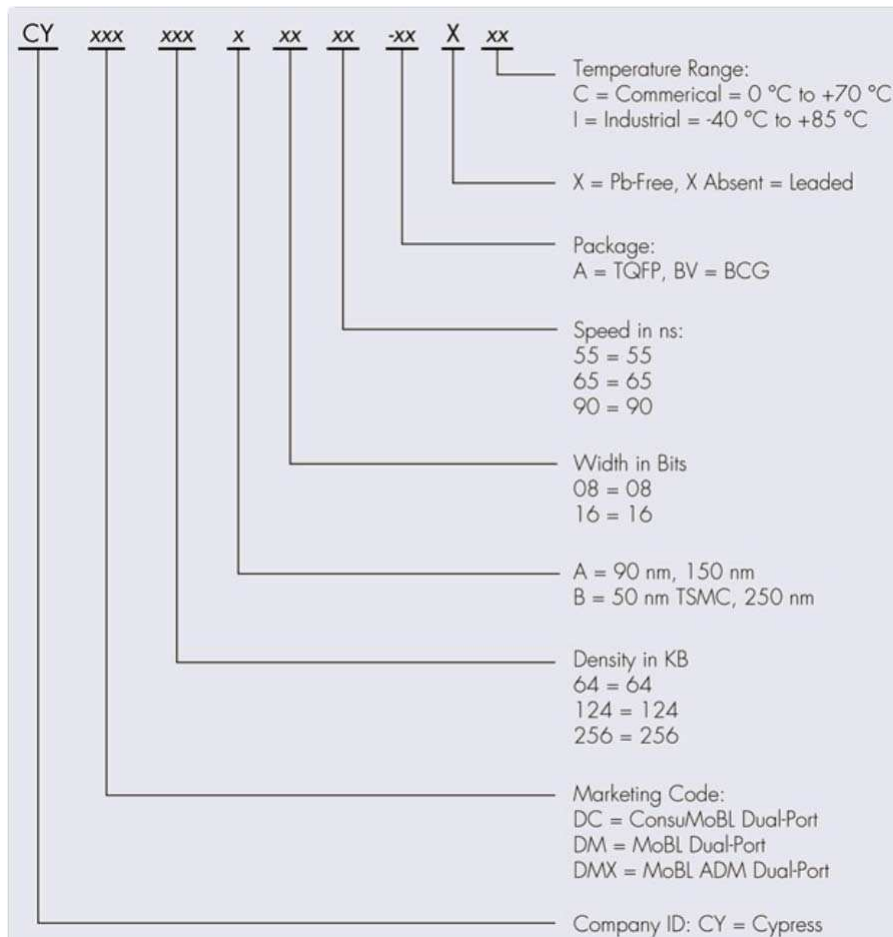 CY xxx xxx x xx xx -xx X xx
Temperature Range:
C = Commerical = 0 °C to +70 °C
I = Industrial = -40 °C to +85 °C
X = Pb-Free, X Absent = Leaded
Package:
A = TQFP, BV = BCG
Speed in ns:
55 = 55
65 = 65
90 = 90
Width in Bits
08 = 08
16 = 16
A = 90 nm, 150 nm
B = 50 nm TSMC, 250 nm
Density in KB
64 = 64
124 = 124
256 = 256
Marketing Code:
DC = ConsuMoBL Dual-Port
DM = MoBL Dual-Port
DMX = MoBL ADM Dual-Port
Company ID: CY = Cypress